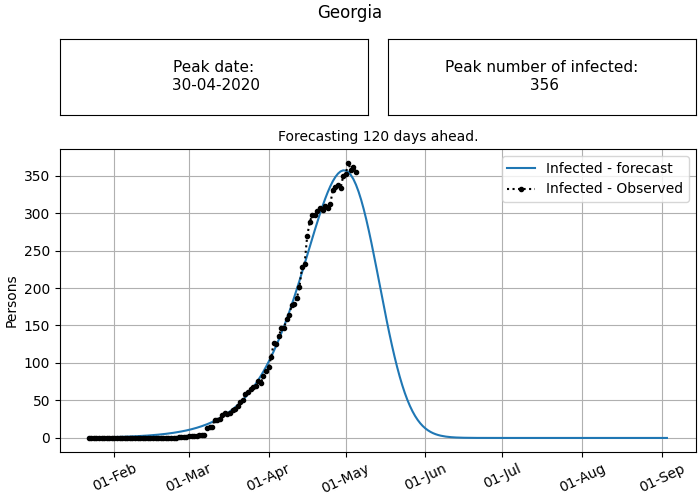 Georgia
Peak date:
30-04-2020
Peak number of infected:
356
Forecasting 120 days ahead.
Infected - forecast
Infected - Observed
Persons
350
300
250
200
150
100
50
0
01-Feb
01-Mar
01-Apr
01-May
01-Jun
01-Jul
01-Aug
01-Sep